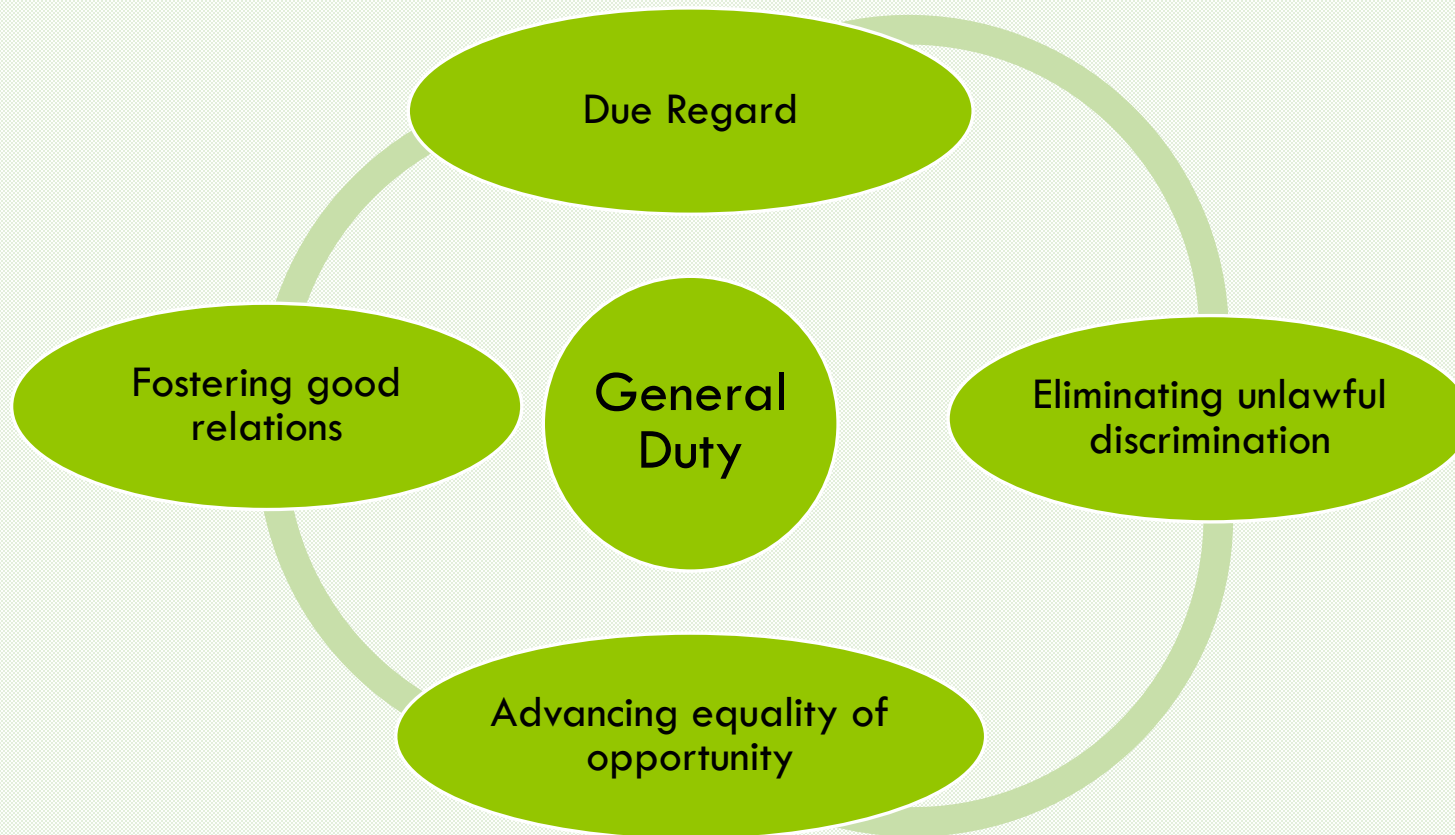 Due Regard
Fostering good
relations
General
Duty
Eliminating unlawful
discrimination
Advancing equality of
opportunity